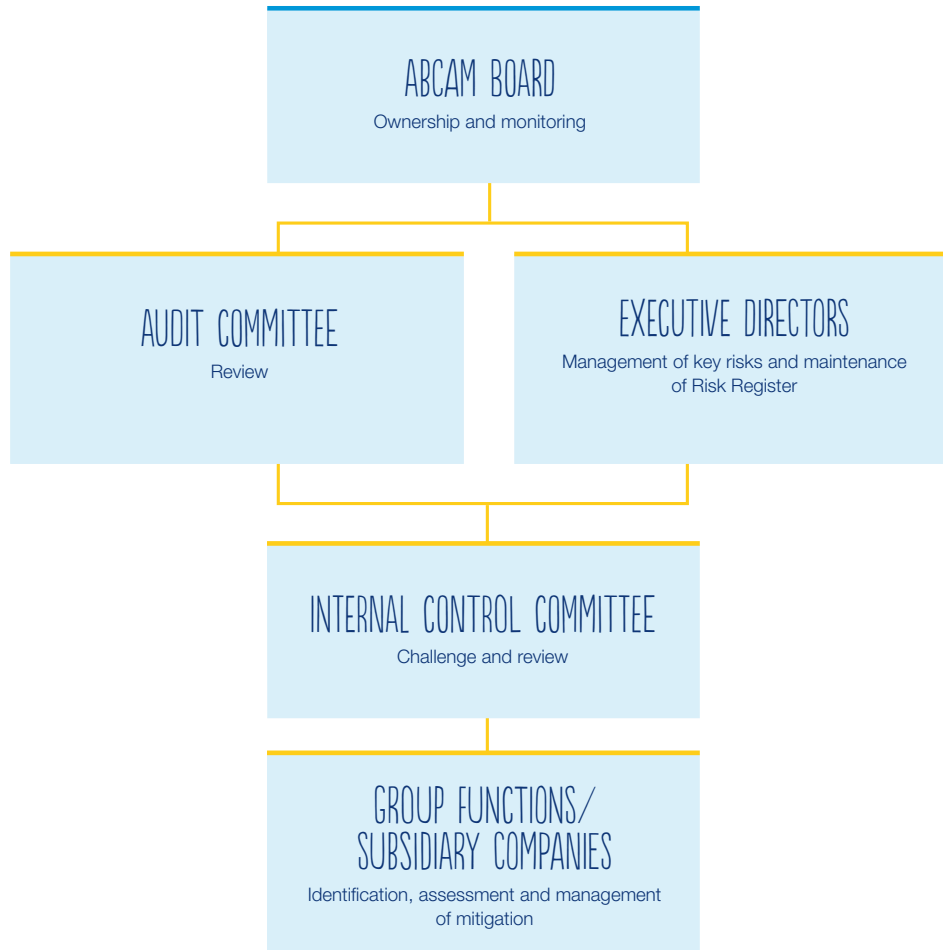 ABCAM BOARD
Ownership and monitoring
AUDIT COMMITTEE
Review
EXECUTIVE DIRECTORS
Management of key risks and maintenance
of Risk Register
INTERNAL CONTROL COMMITTEE
Challenge and review
GROUP FUNCTIONS/
SUBSIDIARY COMPANIES
Identification, assessment and management
of mitigation